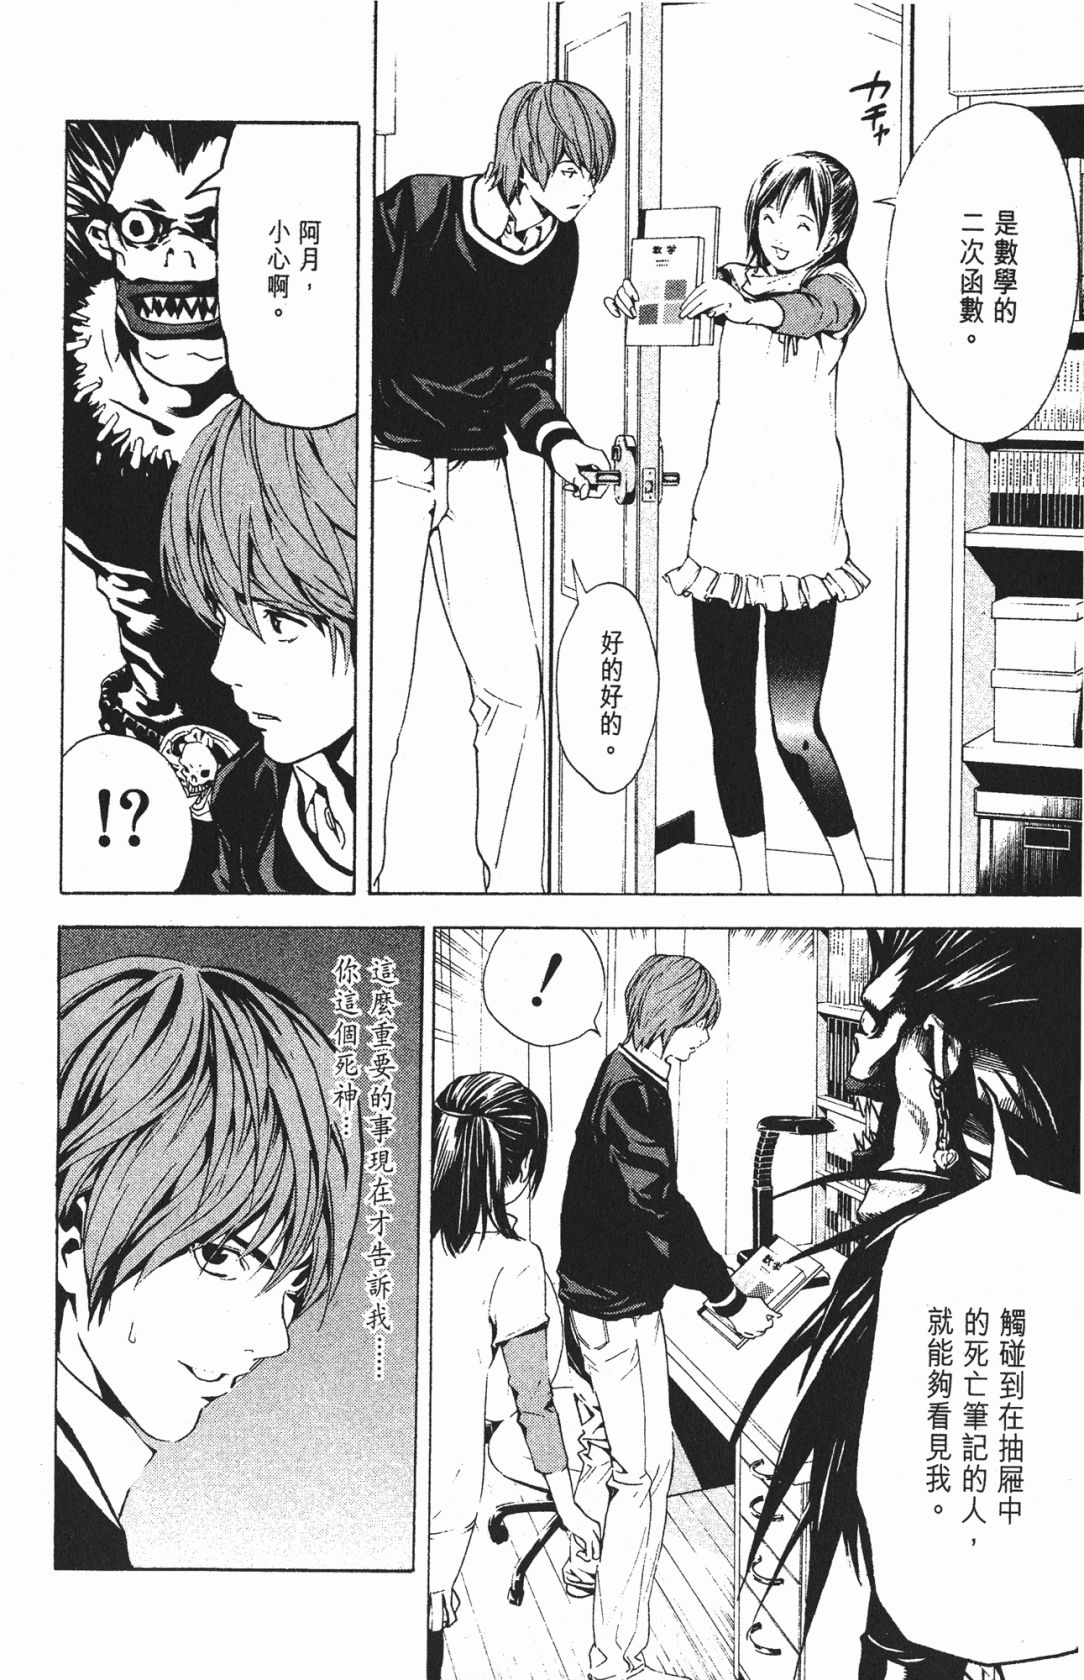 カチャ
是數學的
二次函數。
数学
好的好的。
阿月，
小心啊。
!?
觸碰到在抽屜中
的死亡筆記的人，
就能夠看見我。
!
数学
這麼重要的事現在才告訴我……
你這個死神…